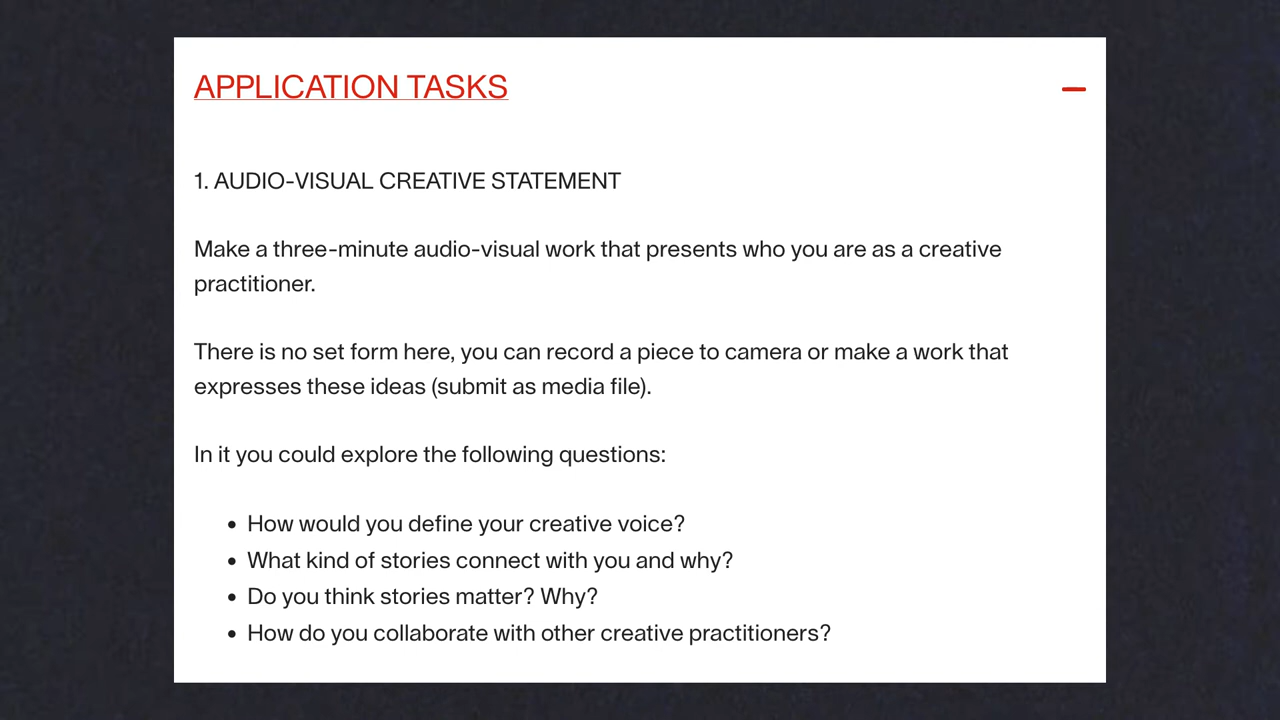 APPLICATION TASKS
1. AUDIO-VISUAL CREATIVE STATEMENT
Make a three-minute audio-visual work that presents who you are as a creative
practitioner.
There is no set form here, you can record a piece to camera or make a work that
expresses these ideas (submit as media file).
In it you could explore the following questions:
• How would you define your creative voice?
• What kind of stories connect with you and why?
• Do you think stories matter? Why?
• How do you collaborate with other creative practitioners?